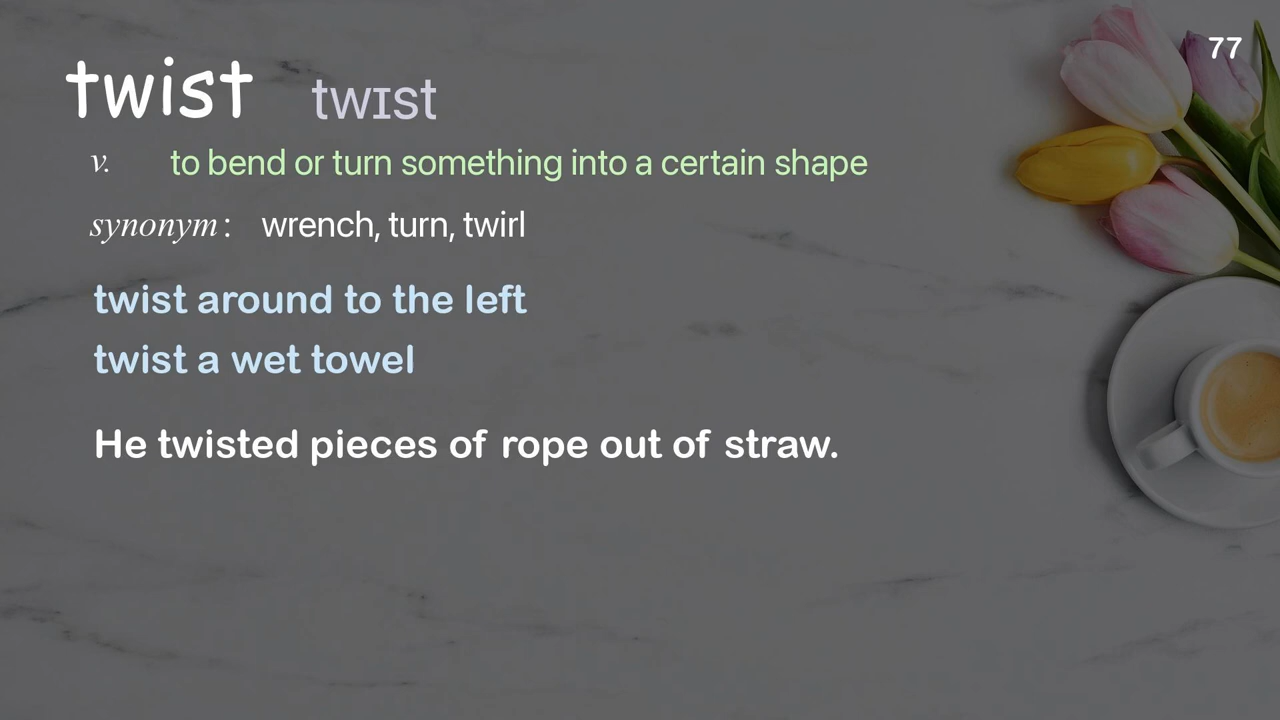 77
twist twɪst
v. to bend or turn something into a certain shape
synonym: wrench, turn, twirl
twist around to the left
twist a wet towel
He twisted pieces of rope out of straw.